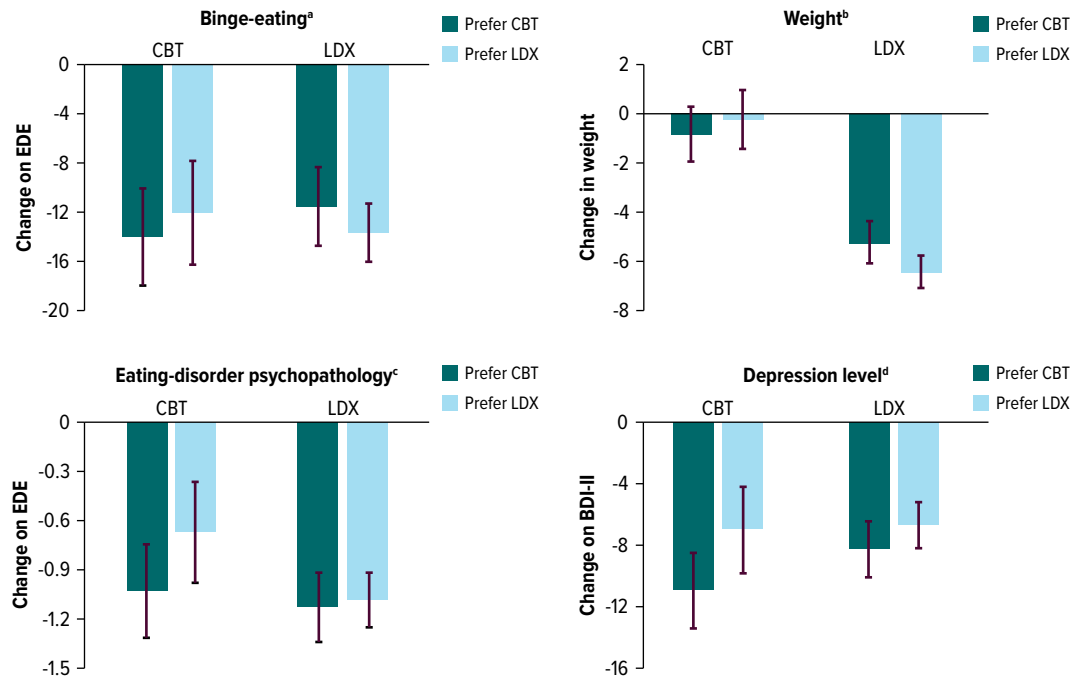 Binge-eatingᵃ
Prefer CBT
Prefer LDX
CBT LDX
Change on EDE
0
-4
-8
-12
-16
-20
Weightᵇ
Prefer CBT
Prefer LDX
CBT LDX
Change in weight
2
0
-2
-4
-6
-8
Eating-disorder psychopathologyᶜ
Prefer CBT
Prefer LDX
CBT LDX
Change on EDE
0
-0.3
-0.6
-0.9
-1.2
-1.5
Depression levelᵈ
Prefer CBT
Prefer LDX
CBT LDX
Change on BDI-II
0
-4
-8
-12
-16